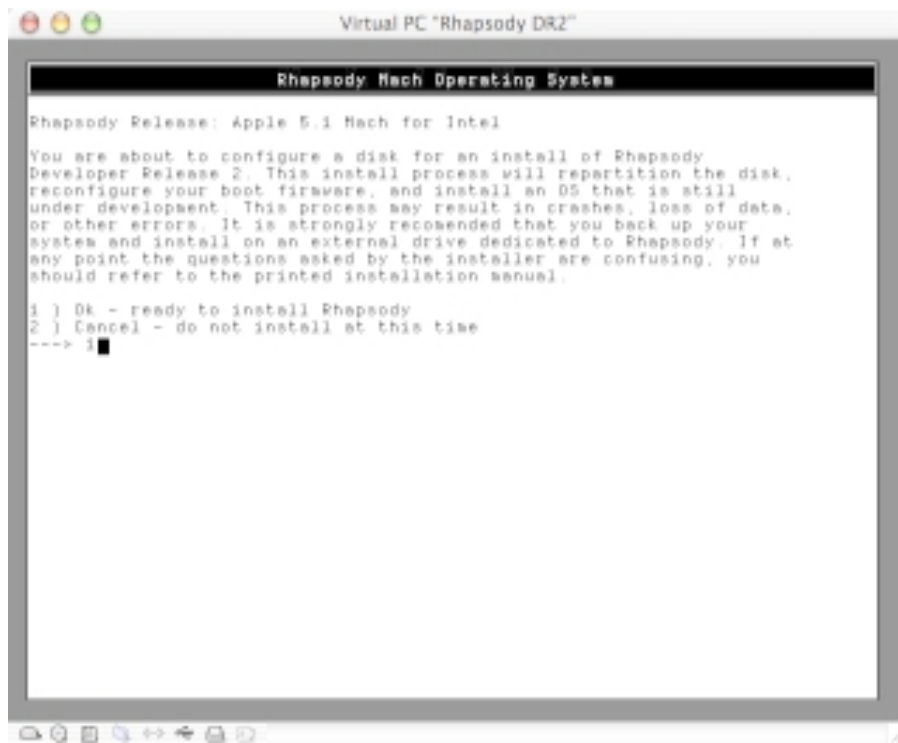 Virtual PC "Rhapsody DR2"
Rhapsody Mach Operating System
Rhapsody Release: Apple 5.1 Mach for Intel
You are about to configure a disk for an install of Rhapsody
Developer Release 2. This install process will repartition the disk,
reconfigure your boot firmware, and install an OS that is still
under development. This process may result in crashes, loss of data,
or other errors. It is strongly recomended that you back up your
system and install on an external drive dedicated to Rhapsody. If at
any point the questions asked by the installer are confusing, you
should refer to the printed installation manual.
1 ) Ok - ready to install Rhapsody
2 ) Cancel - do not install at this time
---> 1